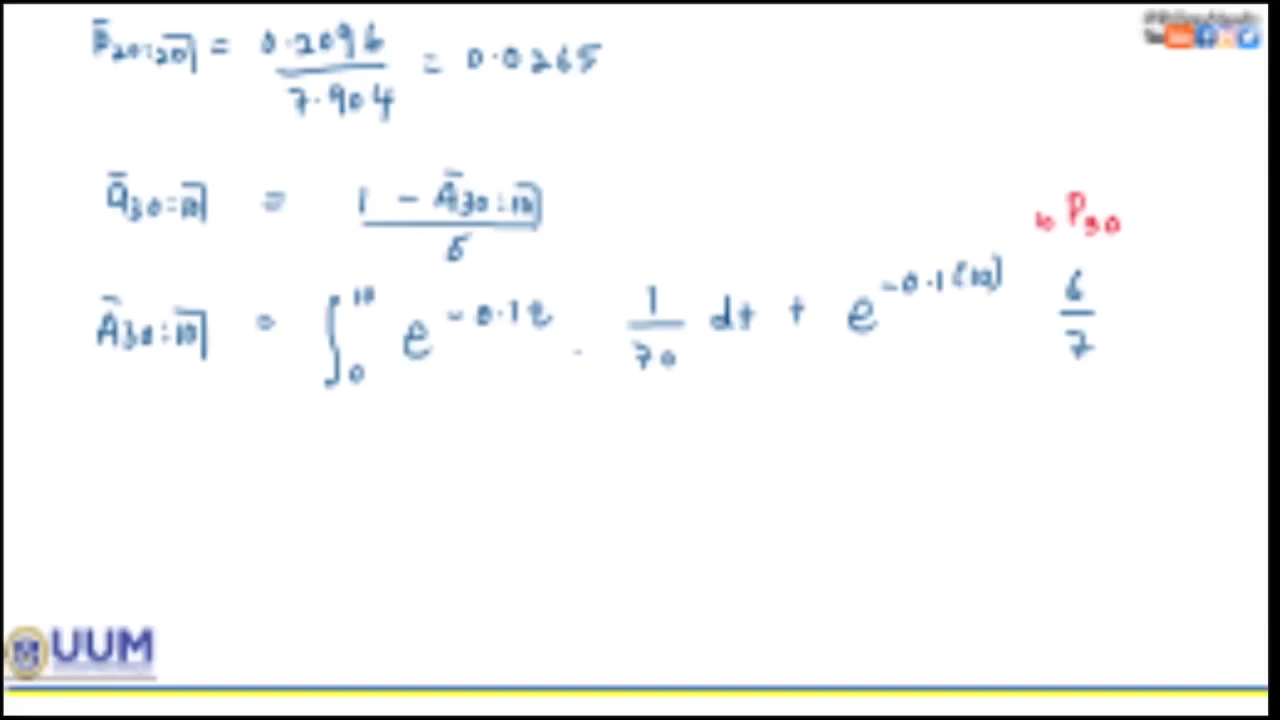 P̄₂₀:₂₀⌉ = 0.2096 / 7.904 = 0.0265
₁₀P₃₀
ā₃₀:₁₀⌉ = 1 - Ā₃₀:₁₀⌉ / δ
Ā₃₀:₁₀⌉ = ∫₀¹⁰ e^(-0.1t) . 1/70 dt + e^(-0.1(10)) 6/7
UUM